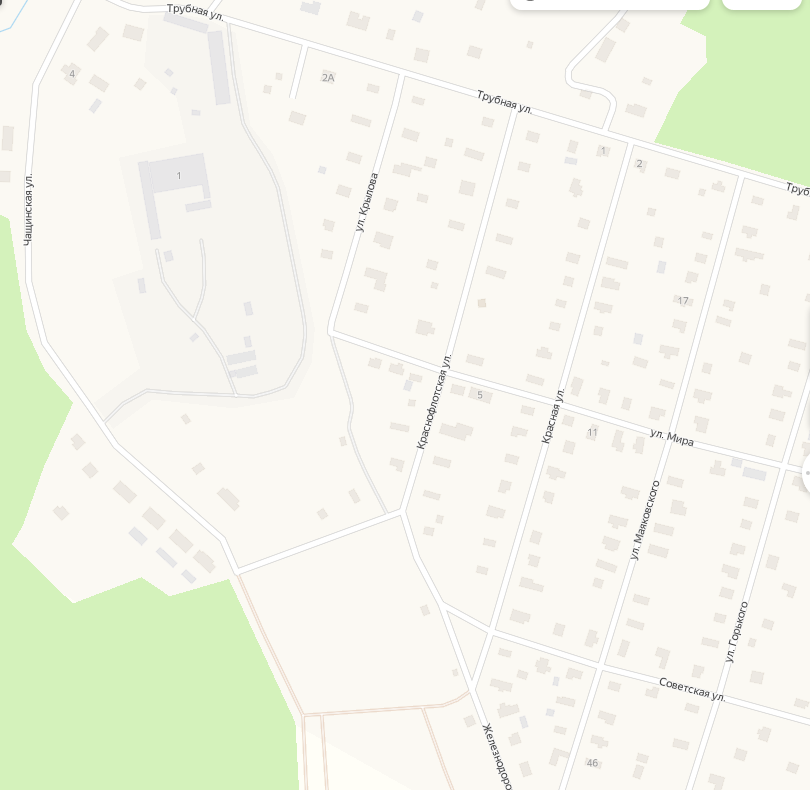 Трубная ул.
4
2А
Трубная ул.
1
2
1
Труб
Чащинская ул.
ул. Крылова
17
Краснофлотская ул.
5
Красная ул.
11
ул. Мира
ул. Маяковского
ул. Горького
Советская ул.
Железнодоро
46